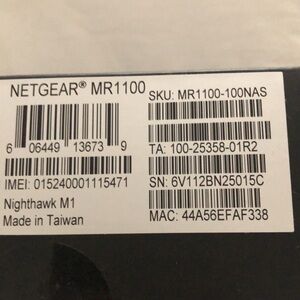 NETGEAR® MR1100
SKU: MR1100-100NAS
6 06449 13673 9
TA: 100-25358-01R2
IMEI: 015240001115471
SN: 6V112BN25015C
Nighthawk M1
Made in Taiwan
MAC: 44A56EFAF338